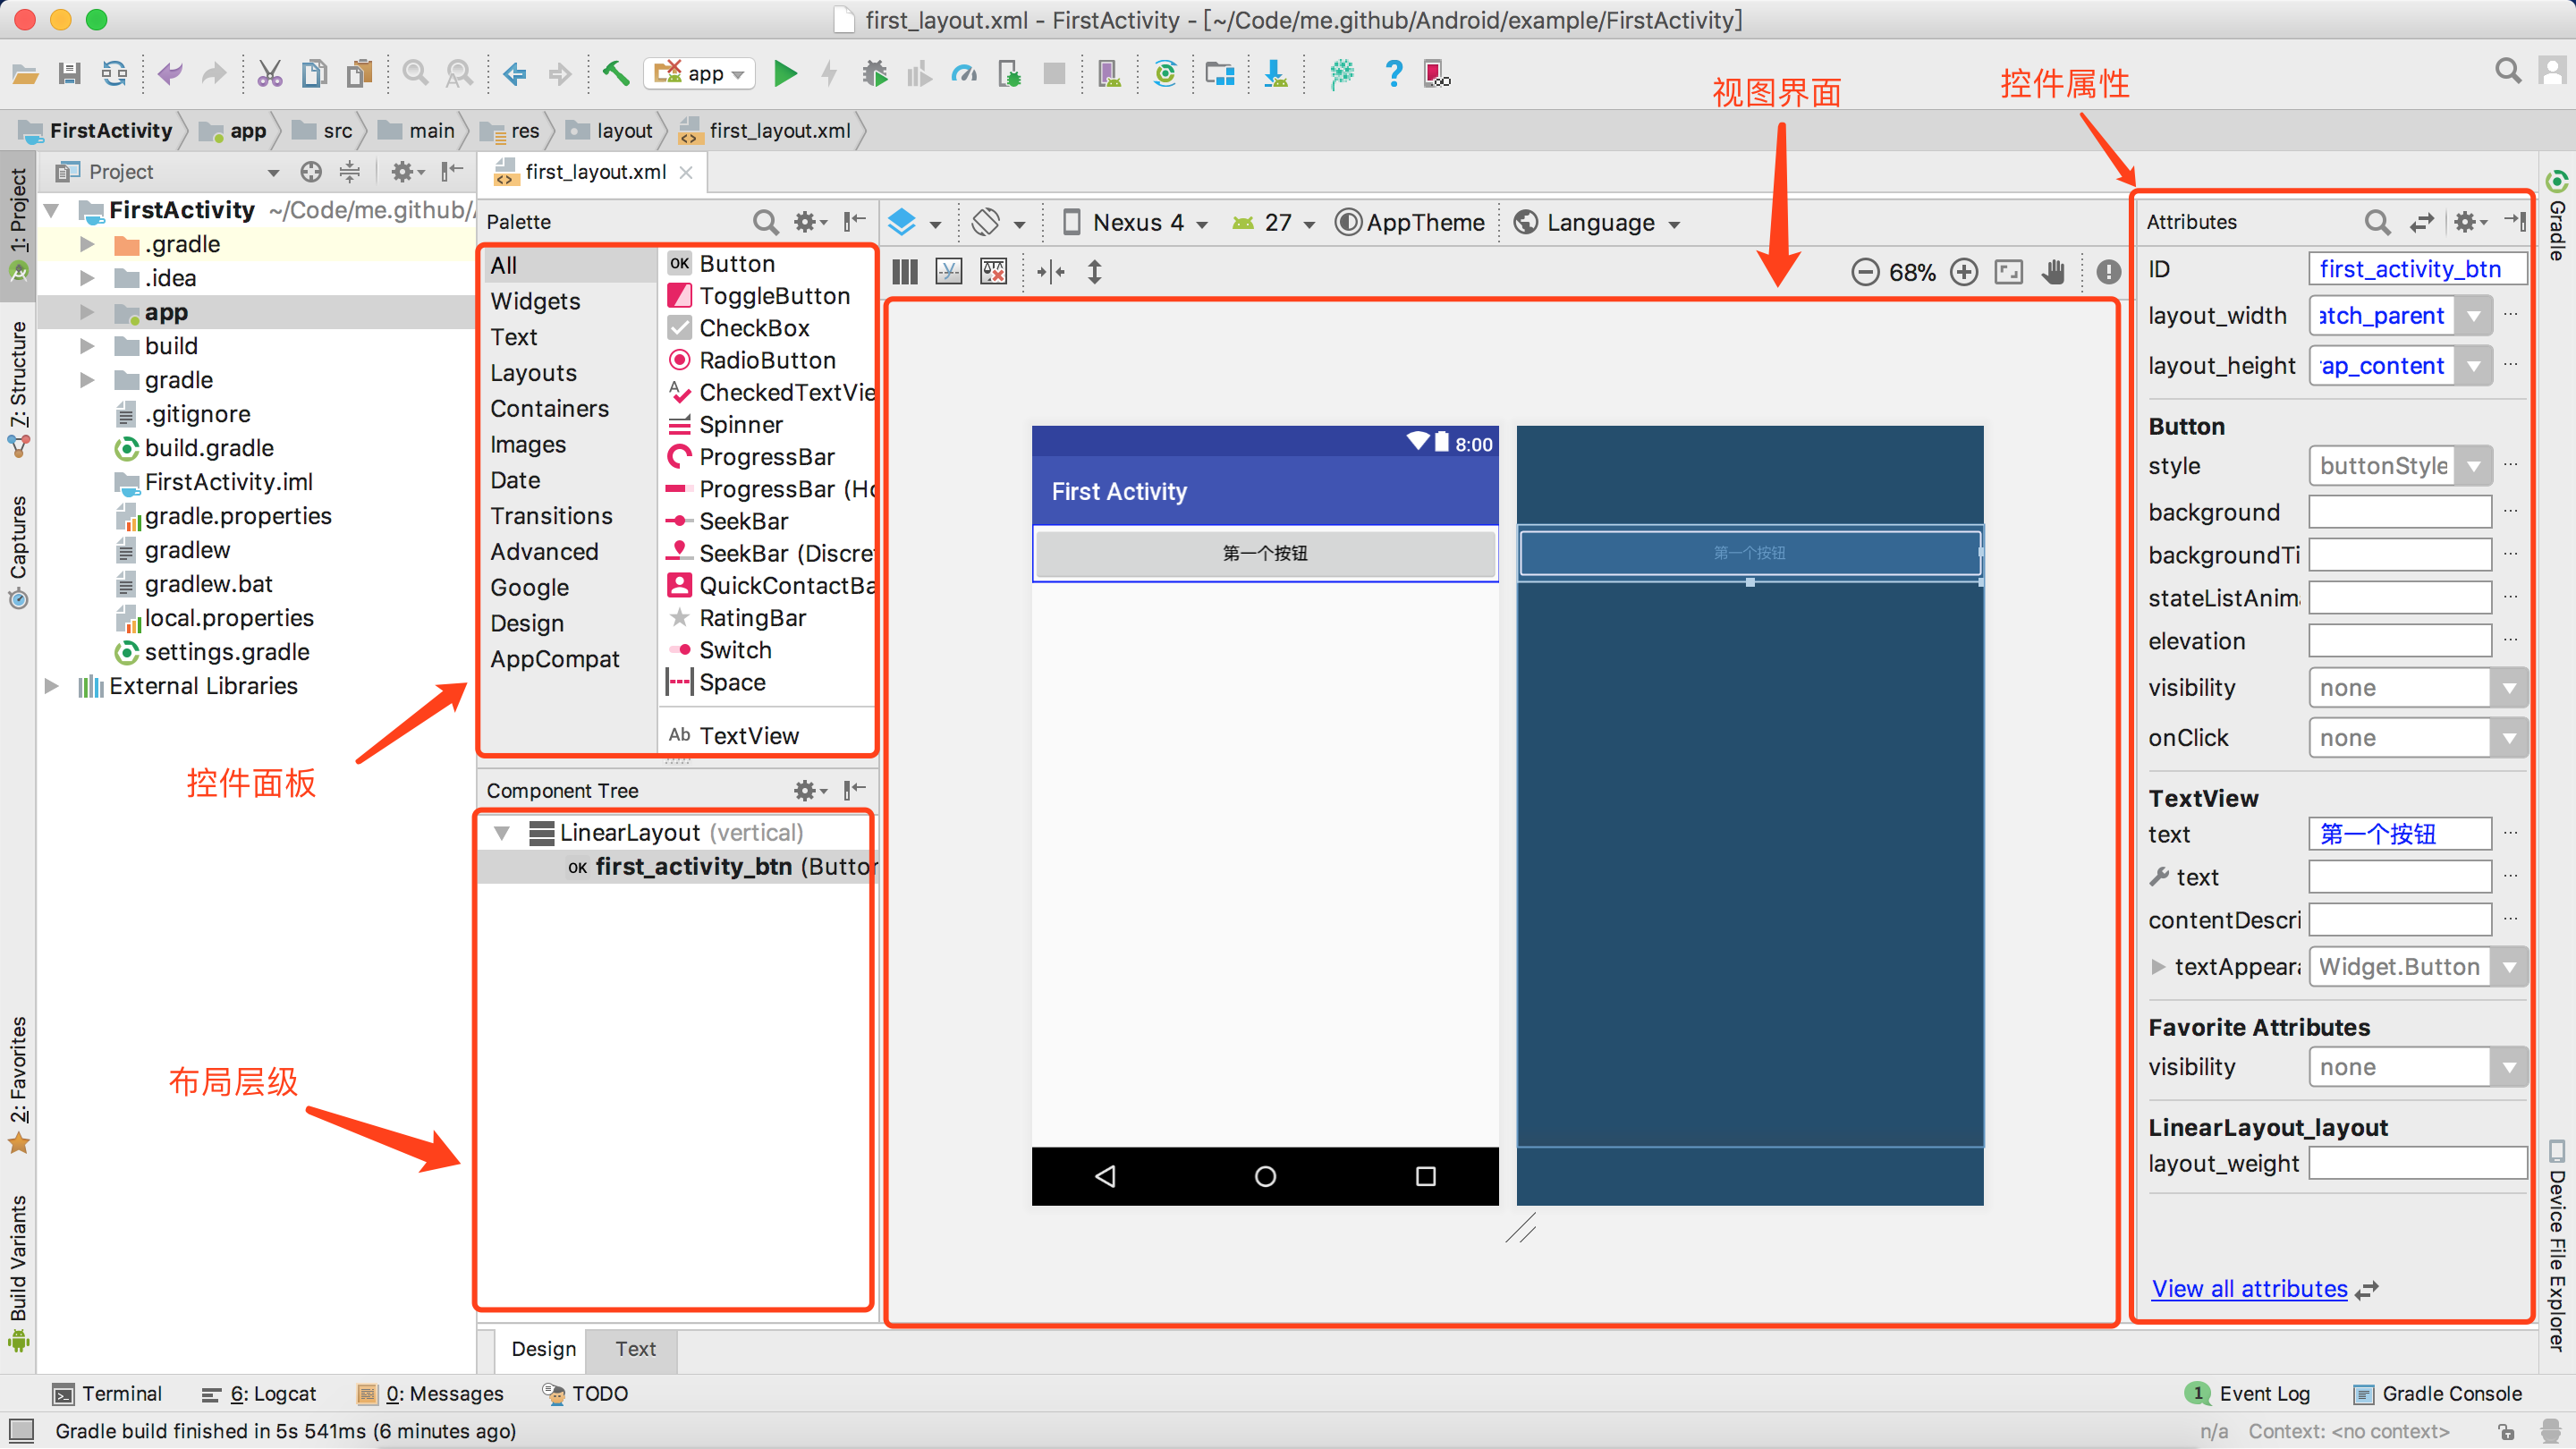 first_layout.xml - FirstActivity - [~/Code/me.github/Android/example/FirstActivity]
app
视图界面
控件属性
FirstActivity
app
src
main
res
layout
first_layout.xml
1: Project
7: Structure
Captures
2: Favorites
Build Variants
Project
FirstActivity ~/Code/me.github/
.gradle
.idea
app
build
gradle
.gitignore
build.gradle
FirstActivity.iml
gradle.properties
gradlew
gradlew.bat
local.properties
settings.gradle
External Libraries
控件面板
布局层级
first_layout.xml
Palette
All
Widgets
Text
Layouts
Containers
Images
Date
Transitions
Advanced
Google
Design
AppCompat
OK Button
ToggleButton
CheckBox
RadioButton
CheckedTextVie
Spinner
ProgressBar
ProgressBar (Ho
SeekBar
SeekBar (Discre
QuickContactBa
RatingBar
Switch
Space
Ab TextView
Component Tree
LinearLayout (vertical)
OK first_activity_btn (Button
Nexus 4
27
AppTheme
Language
68%
8:00
First Activity
第一个按钮
第一个按钮
Attributes
ID first_activity_btn
layout_width atch_parent
layout_height rap_content
Button
style buttonStyle
background
backgroundTi
stateListAnima
elevation
visibility none
onClick none
TextView
text 第一个按钮
text
contentDescri
textAppeara Widget.Button
Favorite Attributes
visibility none
LinearLayout_layout
layout_weight
View all attributes
Gradle
Device File Explorer
Design
Text
Terminal
6: Logcat
0: Messages
TODO
1 Event Log
Gradle Console
Gradle build finished in 5s 541ms (6 minutes ago)
n/a
Context: <no context>